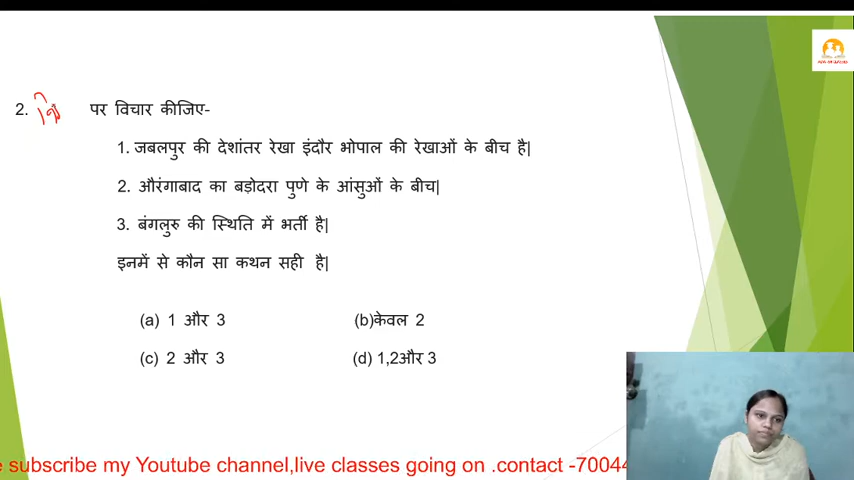 2. पर विचार कीजिए-
1. जबलपुर की देशांतर रेखा इंदौर भोपाल की रेखाओं के बीच है|
2. औरंगाबाद का बड़ोदरा पुणे के आंसुओं के बीच|
3. बंगलुरु की स्थिति में भर्ती है|
इनमें से कौन सा कथन सही है|
(a) 1 और 3 (b)केवल 2
(c) 2 और 3 (d) 1,2और 3
subscribe my Youtube channel,live classes going on .contact -7004